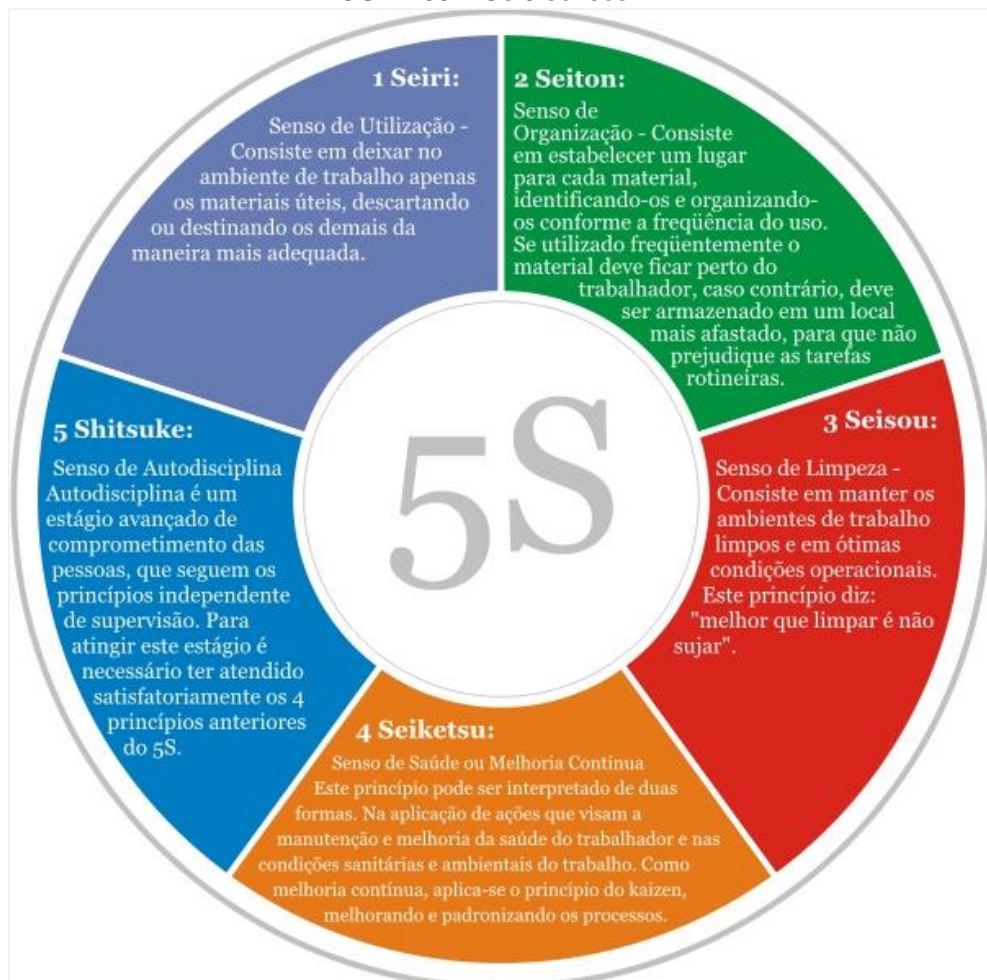 1 Seiri:
Senso de Utilização -
Consiste em deixar no
ambiente de trabalho apenas
os materiais úteis, descartando
ou destinando os demais da
maneira mais adequada.
2 Seiton:
Senso de
Organização - Consiste
em estabelecer um lugar
para cada material,
identificando-os e organizando-
os conforme a freqüência do uso.
Se utilizado freqüentemente o
material deve ficar perto do
trabalhador, caso contrário, deve
ser armazenado em um local
mais afastado, para que não
prejudique as tarefas
rotineiras.
3 Seisou:
Senso de Limpeza -
Consiste em manter os
ambientes de trabalho
limpos e em ótimas
condições operacionais.
Este princípio diz:
"melhor que limpar é não
sujar".
4 Seiketsu:
Senso de Saúde ou Melhoria Contínua
Este princípio pode ser interpretado de duas
formas. Na aplicação de ações que visam a
manutenção e melhoria da saúde do trabalhador e nas
condições sanitárias e ambientais do trabalho. Como
melhoria contínua, aplica-se o princípio do kaizen,
melhorando e padronizando os processos.
5 Shitsuke:
Senso de Autodisciplina
Autodisciplina é um
estágio avançado de
comprometimento das
pessoas, que seguem os
princípios independente
de supervisão. Para
atingir este estágio é
necessário ter atendido
satisfatoriamente os 4
princípios anteriores
do 5S.
5S